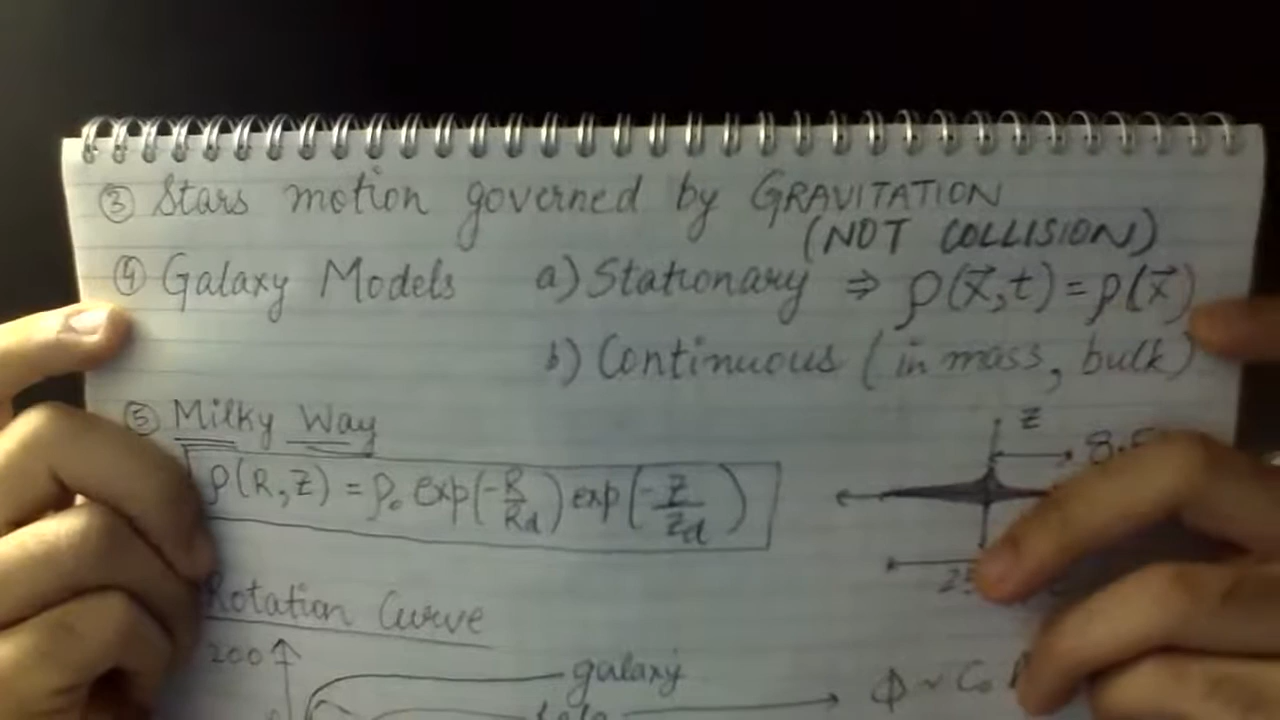 ③ Stars motion governed by GRAVITATION
(NOT COLLISION)
④ Galaxy Models a) Stationary ⇒ ρ(x⃗,t)=ρ(x⃗)
b) Continuous (in mass, bulk)
⑤ Milky Way
z
ρ(R,Z) = ρ₀ exp(-R/Rd) exp(-Z/Zd)
Rotation Curve
200
galaxy
Φ ~ C₀